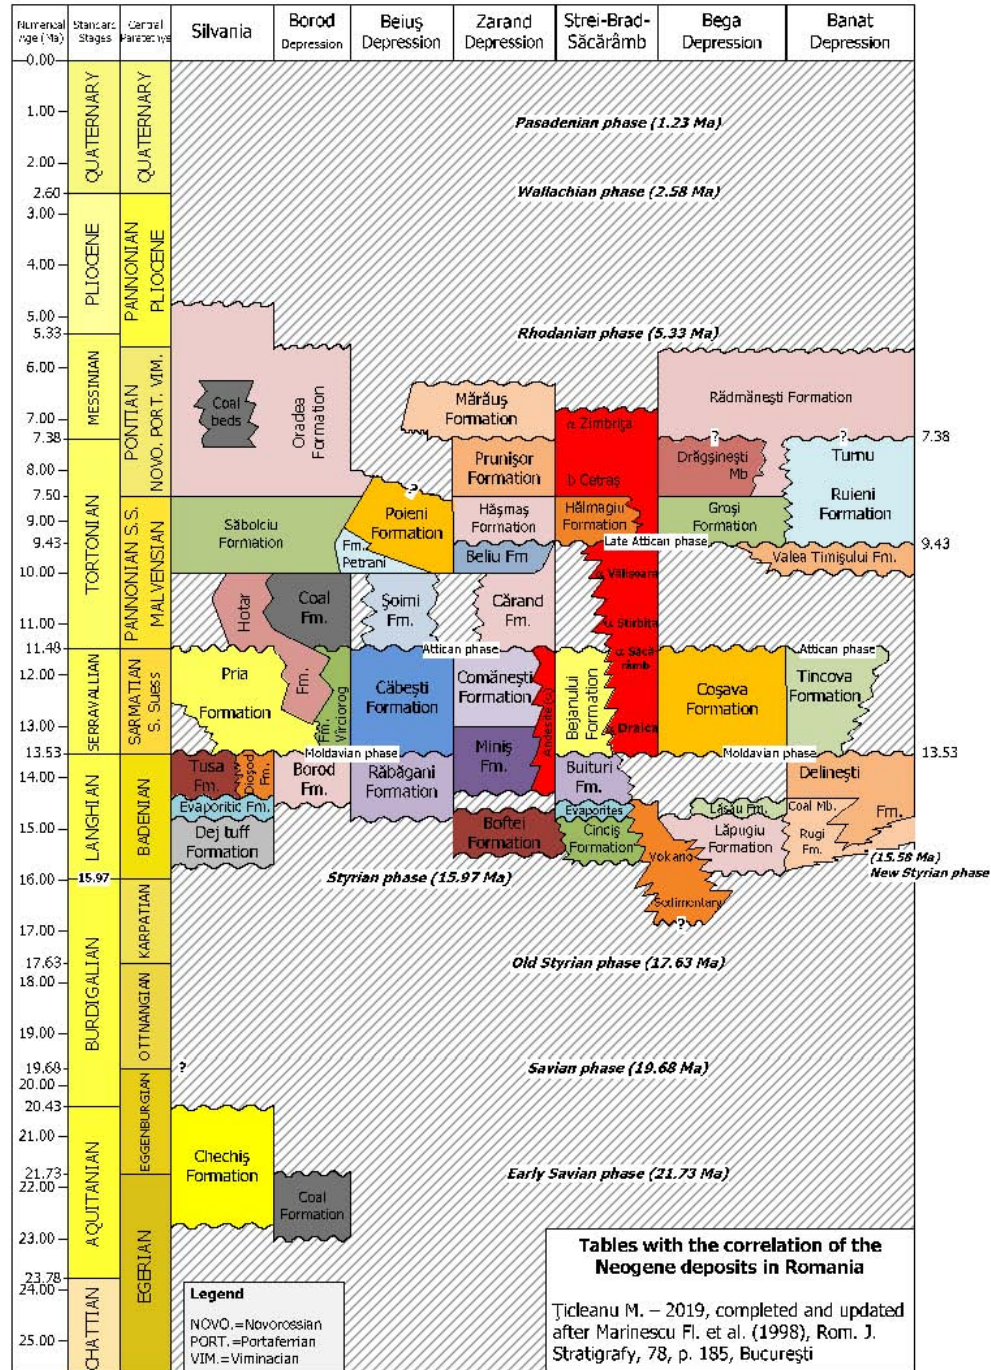 Numerical
Age (Ma)
Standard
Stages
Central
Paratethys
Silvania
Borod
Depression
Beiuş
Depression
Zarand
Depression
Strei-Brad-
Săcărâmb
Bega
Depression
Banat
Depression
0.00
1.00
2.00
2.60
3.00
4.00
5.00
5.33
6.00
7.00
7.38
8.00
7.50
9.00
9.43
10.00
11.00
11.48
12.00
13.00
13.53
14.00
15.00
15.97
16.00
17.00
17.63
18.00
19.00
19.68
20.00
20.43
21.00
21.73
22.00
23.00
23.78
24.00
25.00
QUATERNARY
PLIOCENE
MESSINIAN
TORTONIAN
SERRAVALLIAN
LANGHIAN
BURDIGALIAN
AQUITANIAN
CHATTIAN
QUATERNARY
PANNONIAN
PLIOCENE
PONTIAN
NOVO. PORT. VIM.
PANNONIAN S.S.
MALVENSIAN
SARMATIAN
S. Suess
BADENIAN
KARPATIAN
OTTNANGIAN
EGGENBURGIAN
EGERIAN
Pasadenian phase (1.23 Ma)
Wallachian phase (2.58 Ma)
Rhodanian phase (5.33 Ma)
Coal
beds
Oradea
Formation
Mărăuş
Formation
α Zimbriţa
Rădmăneşti Formation
?
?
7.38
Prunişor
Formation
b Cetraş
Drăgşineşti
Mb
Turnu
Ruieni
Formation
?
Săbolciu
Formation
Poieni
Formation
Fm.
Petrani
Hăşmaş
Formation
Hălmagiu
Formation
Groşi
Formation
Beliu Fm
Late Attican phase
9.43
Valea Timişului Fm.
Hotar
Fm.
Coal
Fm.
Şoimi
Fm.
Cărand
Fm.
α Vălişoara
α Stirbiţa
Attican phase
Attican phase
α Săcă-
râmb
Pria
Formation
Fm.
Vîrciorog
Căbeşti
Formation
Comăneşti
Formation
Andesite (α)
Bejanului
Formation
α Draica
Coşava
Formation
Tincova
Formation
Miniş
Fm.
Moldavian phase
Moldavian phase
13.53
Tusa
Fm.
Dioşod
Fm.
Borod
Fm.
Răbăgani
Formation
Buituri
Fm.
Delineşti
Fm.
Evaporitic Fm.
Evaporites
Lăsău Fm.
Coal Mb.
Dej tuff
Formation
Boftei
Formation
Cinciş
Formation
Volcano
Sedimentary
Lăpugiu
Formation
Rugi
Fm.
(15.58 Ma)
New Styrian phase
Styrian phase (15.97 Ma)
?
Old Styrian phase (17.63 Ma)
?
Savian phase (19.68 Ma)
Chechiş
Formation
Early Savian phase (21.73 Ma)
Coal
Formation
Legend
NOVO.=Novorossian
PORT.=Portaferrian
VIM.=Viminacian
Tables with the correlation of the
Neogene deposits in Romania
Ţicleanu M. – 2019, completed and updated
after Marinescu Fl. et al. (1998), Rom. J.
Stratigrafy, 78, p. 185, Bucureşti